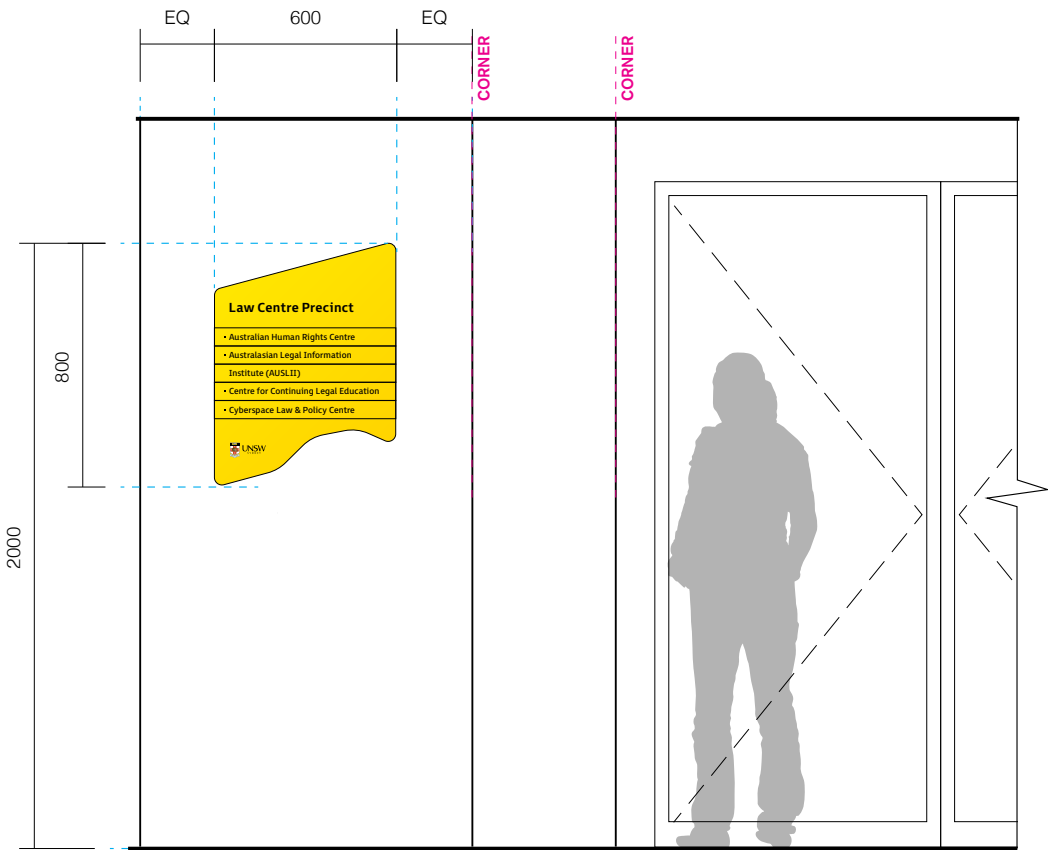 EQ
600
EQ
CORNER
CORNER
800
2000
Law Centre Precinct
• Australian Human Rights Centre
• Australasian Legal Information
Institute (AUSLII)
• Centre for Continuing Legal Education
• Cyberspace Law & Policy Centre
UNSW